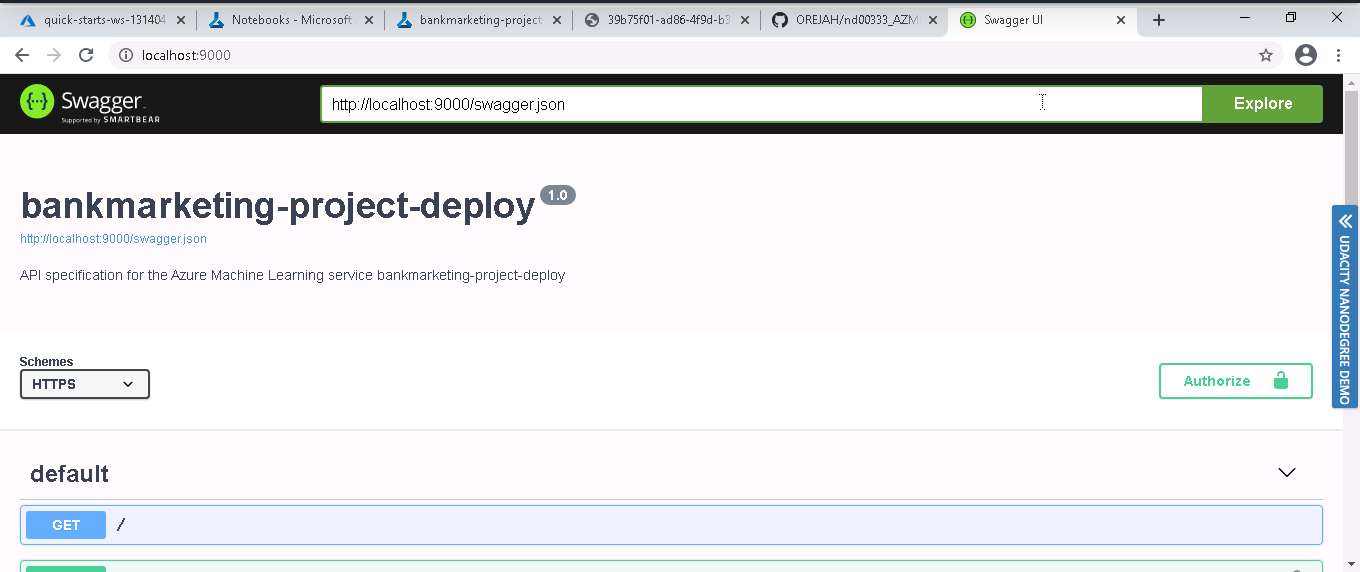 quick-starts-ws-131404
Notebooks - Microsoft
bankmarketing-project
39b75f01-ad86-4f9d-b3
OREJAH/nd00333_AZM
Swagger UI
localhost:9000
Swagger
Supported by SMARTBEAR
http://localhost:9000/swagger.json
Explore
bankmarketing-project-deploy 1.0
http://localhost:9000/swagger.json
API specification for the Azure Machine Learning service bankmarketing-project-deploy
UDACITY NANODEGREE DEMO
Schemes
HTTPS
Authorize
default
GET /